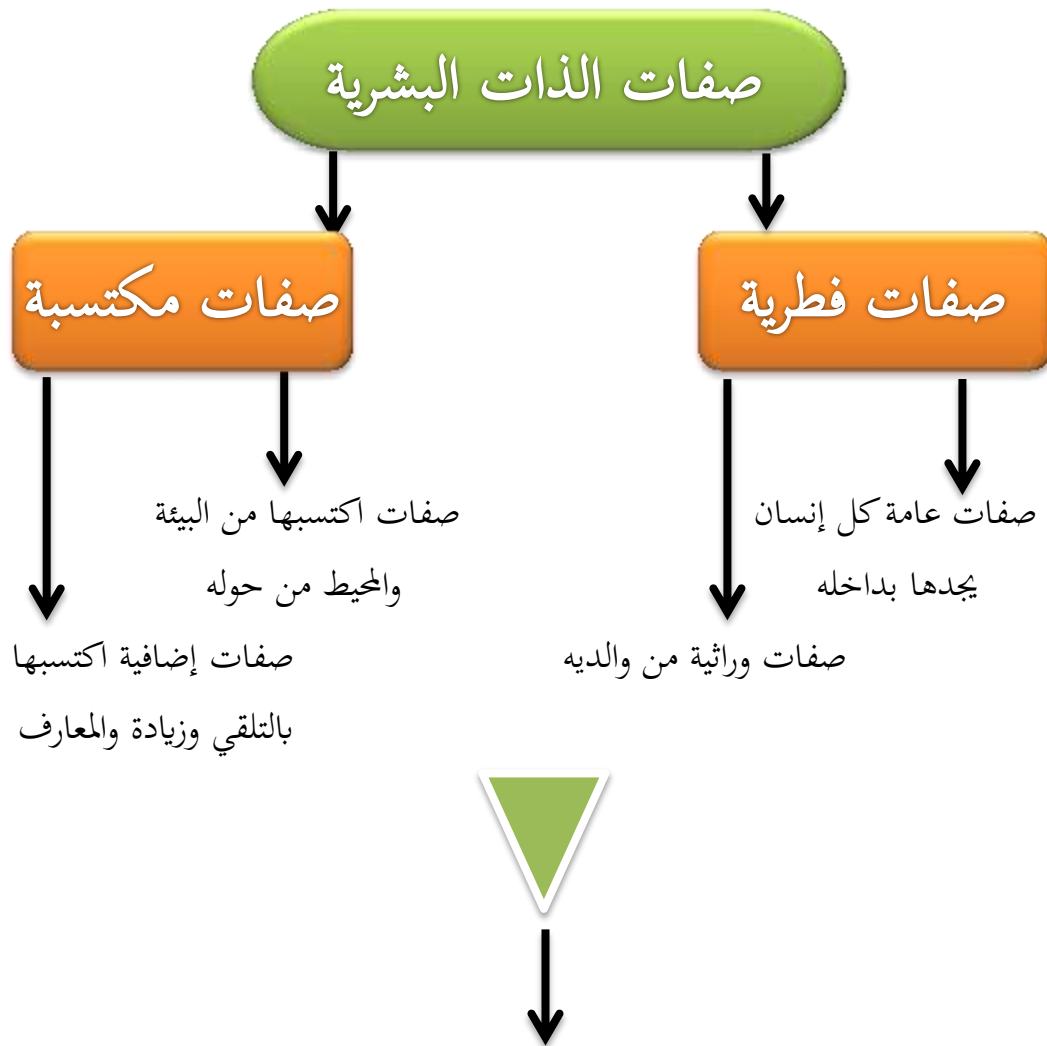 صفات الذات البشرية
صفات فطرية
صفات مكتسبة
صفات عامة كل إنسان
يجدها بداخله
صفات وراثية من والديه
صفات اكتسبها من البيئة
والمحيط من حوله
صفات إضافية اكتسبها
بالتلقي وزيادة والمعارف